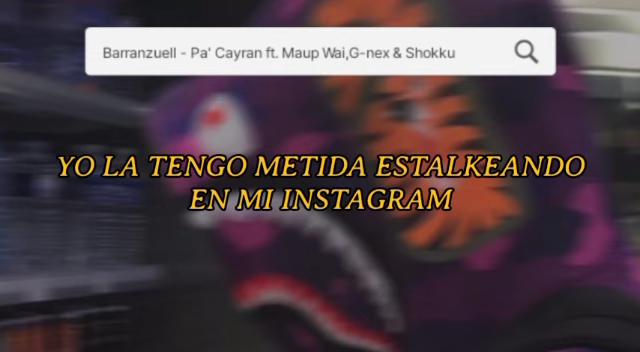 Barranzuell - Pa' Cayran ft. Maup Wai,G-nex & Shokku
YO LA TENGO METIDA ESTALKEANDO
EN MI INSTAGRAM